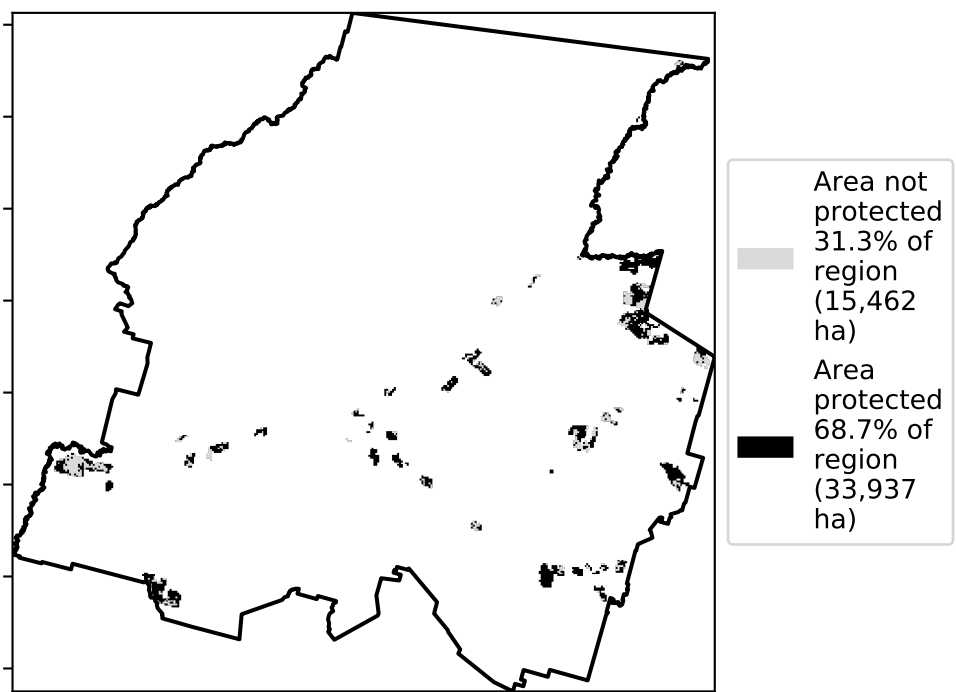 Area not
protected
31.3% of
region
(15,462
ha)
Area
protected
68.7% of
region
(33,937
ha)